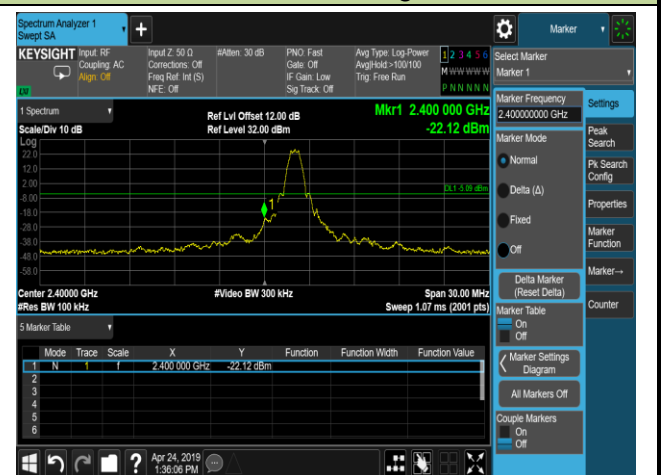 Spectrum Analyzer 1
Swept SA
+
Marker
KEYSIGHT
Input: RF
Coupling: AC
Align: Off
Input Z: 50 Ω
Corrections: Off
Freq Ref: Int (S)
NFE: Off
#Atten: 30 dB
PNO: Fast
Gate: Off
IF Gain: Low
Sig Track: Off
Avg Type: Log-Power
Avg|Hold:>100/100
Trig: Free Run
1 2 3 4 5 6
M W W W W W
P N N N N N
LXI
Select Marker
Marker 1
1 Spectrum
Scale/Div 10 dB
Log
Ref Lvl Offset 12.00 dB
Ref Level 32.00 dBm
Mkr1 2.400 000 GHz
-22.12 dBm
22.0
12.0
2.00
-8.00
-18.0
-28.0
-38.0
-48.0
-58.0
1
Center 2.40000 GHz
#Res BW 100 kHz
#Video BW 300 kHz
Span 30.00 MHz
Sweep 1.07 ms (2001 pts)
5 Marker Table
Mode Trace Scale X Y Function Function Width Function Value
1 N 1 f 2.400 000 GHz -22.12 dBm
2
3
4
5
6
Marker Frequency
2.400000000 GHz
Marker Mode
Normal
Delta (Δ)
Fixed
Off
Delta Marker
(Reset Delta)
Marker Table
On
Off
Marker Settings
Diagram
All Markers Off
Couple Markers
On
Off
Settings
Peak
Search
Pk Search
Config
Properties
Marker
Function
Marker→
Counter
?
Apr 24, 2019
1:36:06 PM